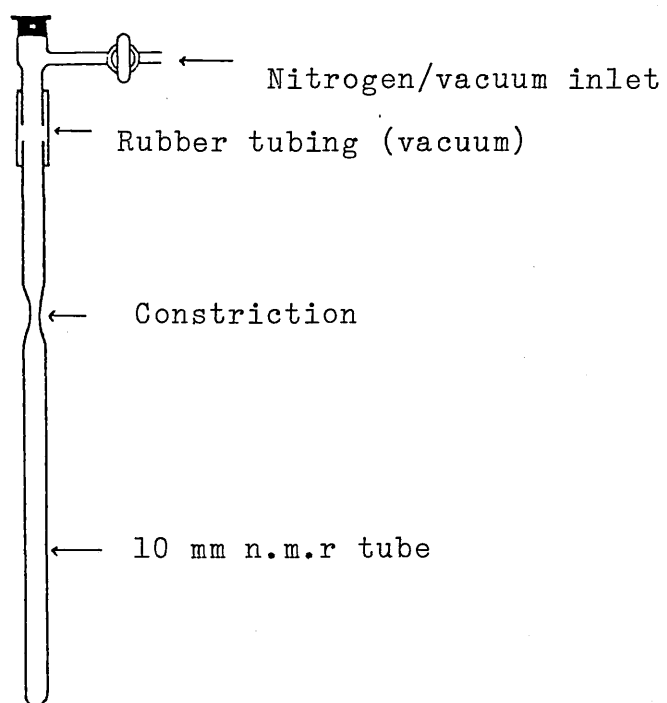 Nitrogen/vacuum inlet
Rubber tubing (vacuum)
Constriction
10 mm n.m.r tube